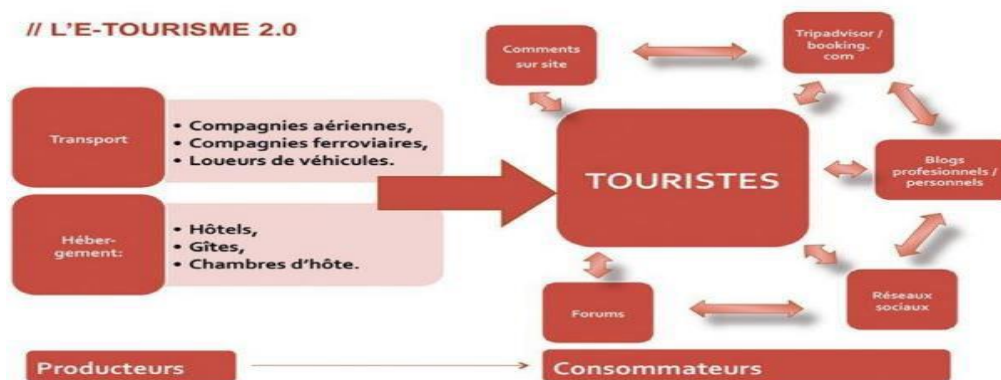 // L'E-TOURISME 2.0
Transport
• Compagnies aériennes,
• Compagnies ferroviaires,
• Loueurs de véhicules.
Héber-
gement:
• Hôtels,
• Gîtes,
• Chambres d'hôte.
Comments
sur site
Tripadvisor /
booking.
com
TOURISTES
Blogs
profesionnels /
personnels
Réseaux
sociaux
Forums
Producteurs
Consommateurs